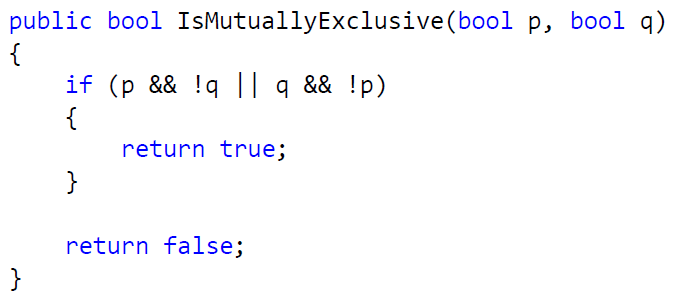 public bool IsMutuallyExclusive(bool p, bool q)
{
    if (p && !q || q && !p)
    {
        return true;
    }

    return false;
}